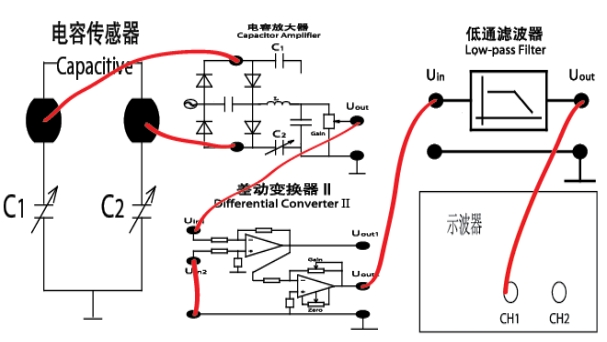 电容传感器
Capacitive
C1
C2
电容放大器
Capacitor Amplifier
C1
C2
Gain
Uout
差动变换器Ⅱ
Differential Converter Ⅱ
Uin1
Uin2
Uout1
Gain
Zero
低通滤波器
Low-pass Filter
Uin
Uout
示波器
CH1
CH2